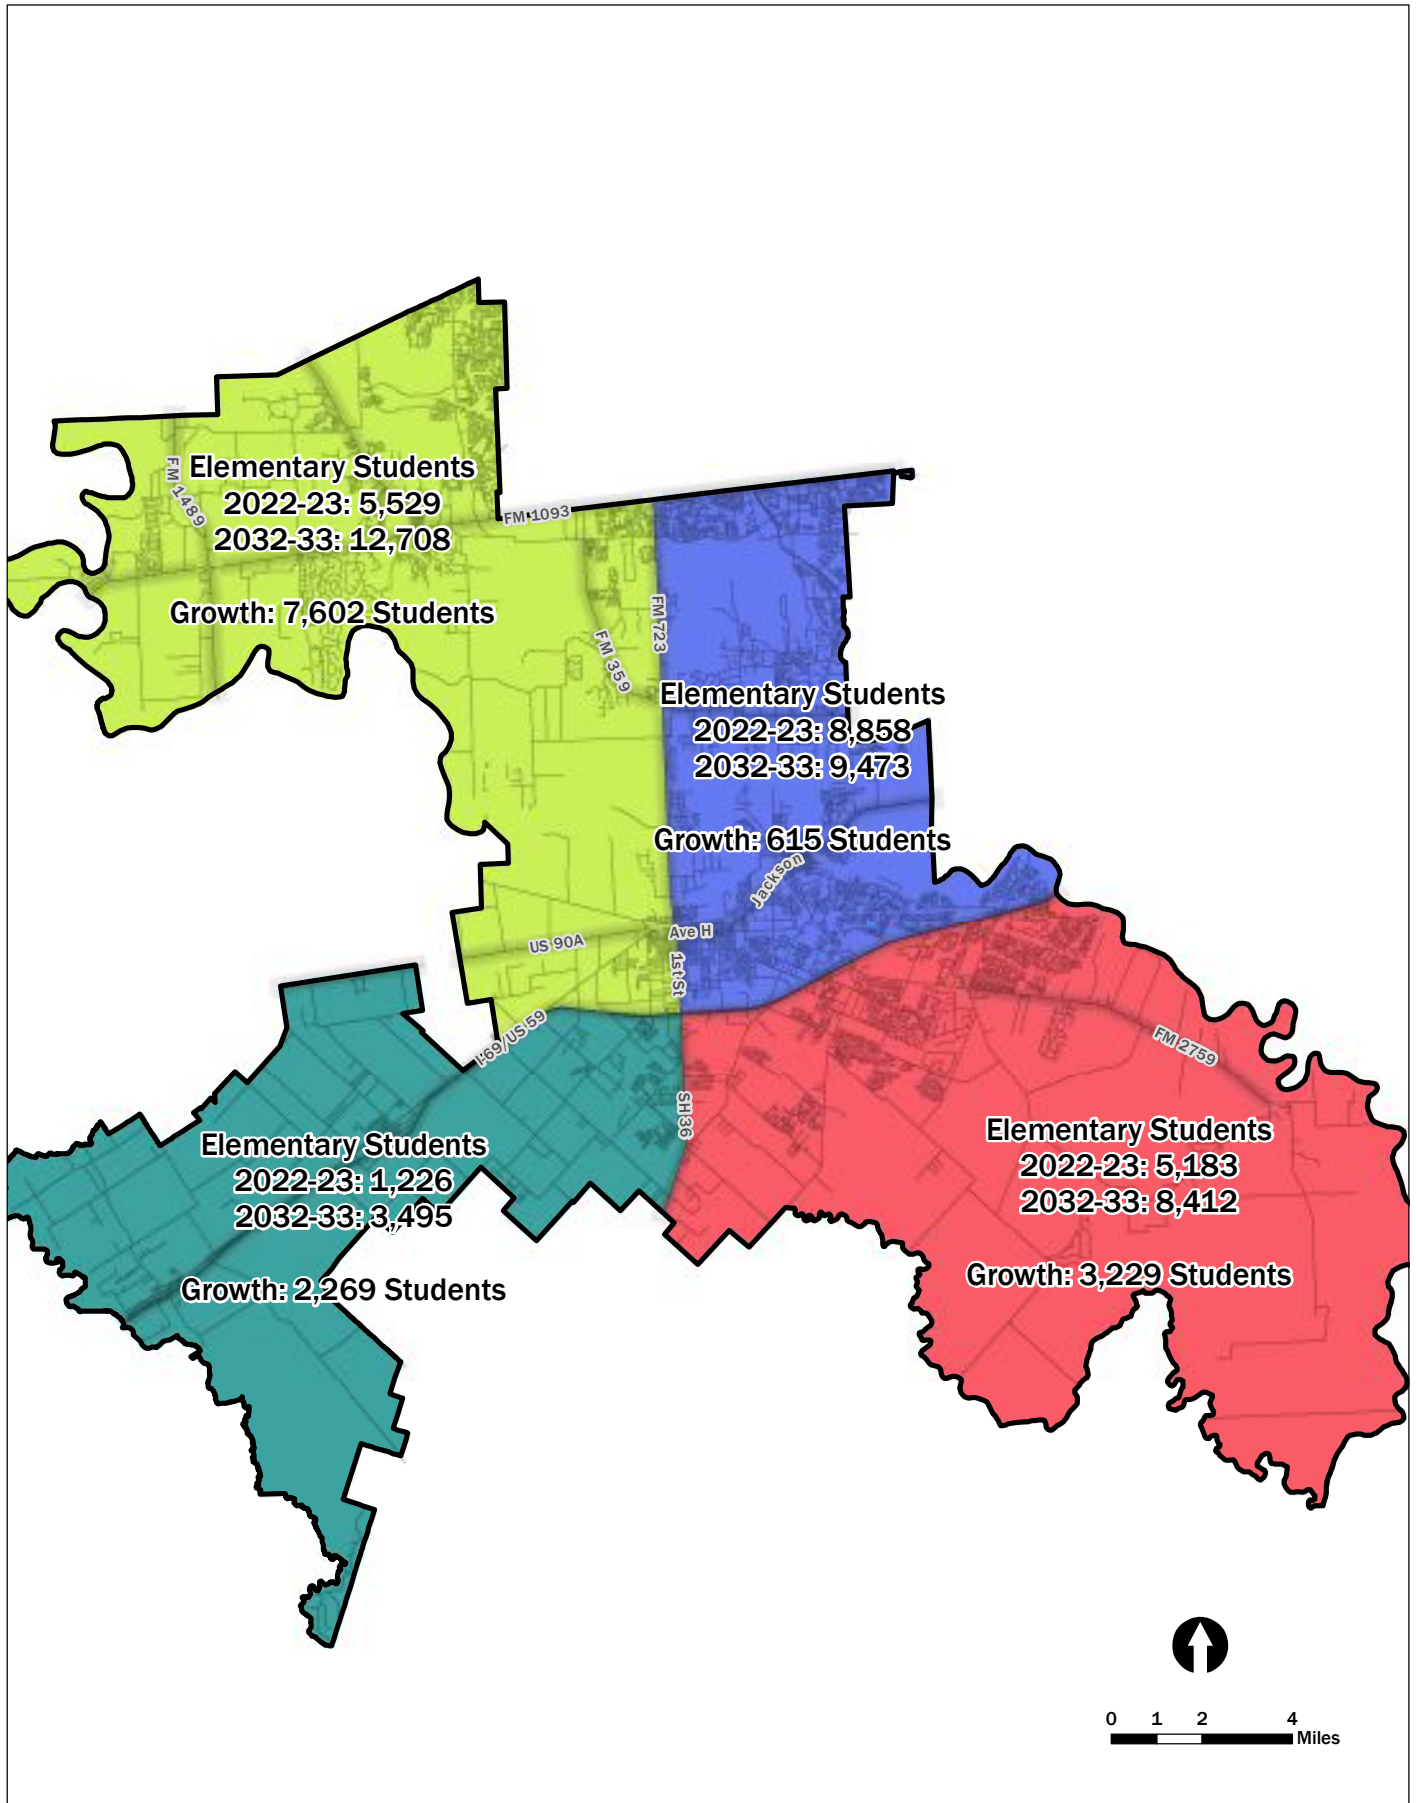 Elementary Students
2022-23: 5,529
2032-33: 12,708
Growth: 7,602 Students
FM 1489
FM 1093
FM 359
FM 723
Elementary Students
2022-23: 8,858
2032-33: 9,473
Growth: 615 Students
Jackson
Ave H
US 90A
1st St
I-69/US 59
SH 36
FM 2759
Elementary Students
2022-23: 1,226
2032-33: 3,495
Growth: 2,269 Students
Elementary Students
2022-23: 5,183
2032-33: 8,412
Growth: 3,229 Students
0 1 2 4
Miles